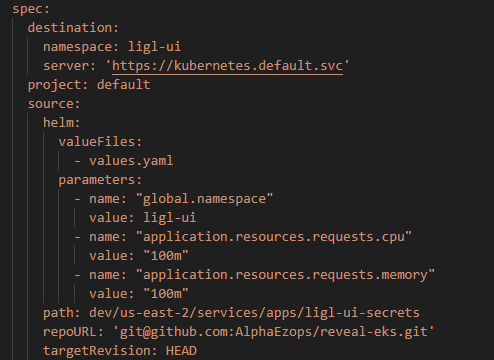 spec:
  destination:
    namespace: ligl-ui
    server: 'https://kubernetes.default.svc'
  project: default
  source:
    helm:
      valueFiles:
        - values.yaml
      parameters:
        - name: "global.namespace"
          value: ligl-ui
        - name: "application.resources.requests.cpu"
          value: "100m"
        - name: "application.resources.requests.memory"
          value: "100m"
    path: dev/us-east-2/services/apps/ligl-ui-secrets
    repoURL: 'git@github.com:AlphaEzops/reveal-eks.git'
    targetRevision: HEAD